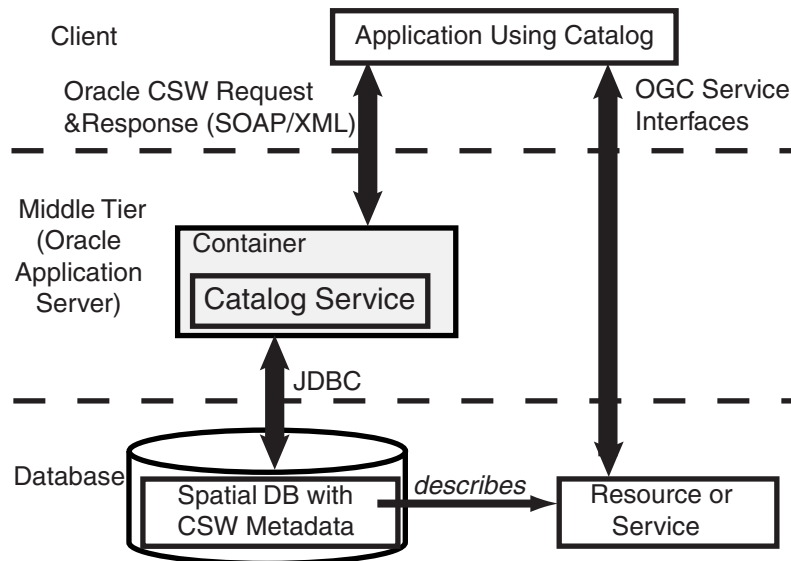 Client
Application Using Catalog
Oracle CSW Request
&Response (SOAP/XML)
OGC Service
Interfaces
Middle Tier
(Oracle
Application
Server)
Container
Catalog Service
JDBC
Database
Spatial DB with
CSW Metadata
describes
Resource or
Service